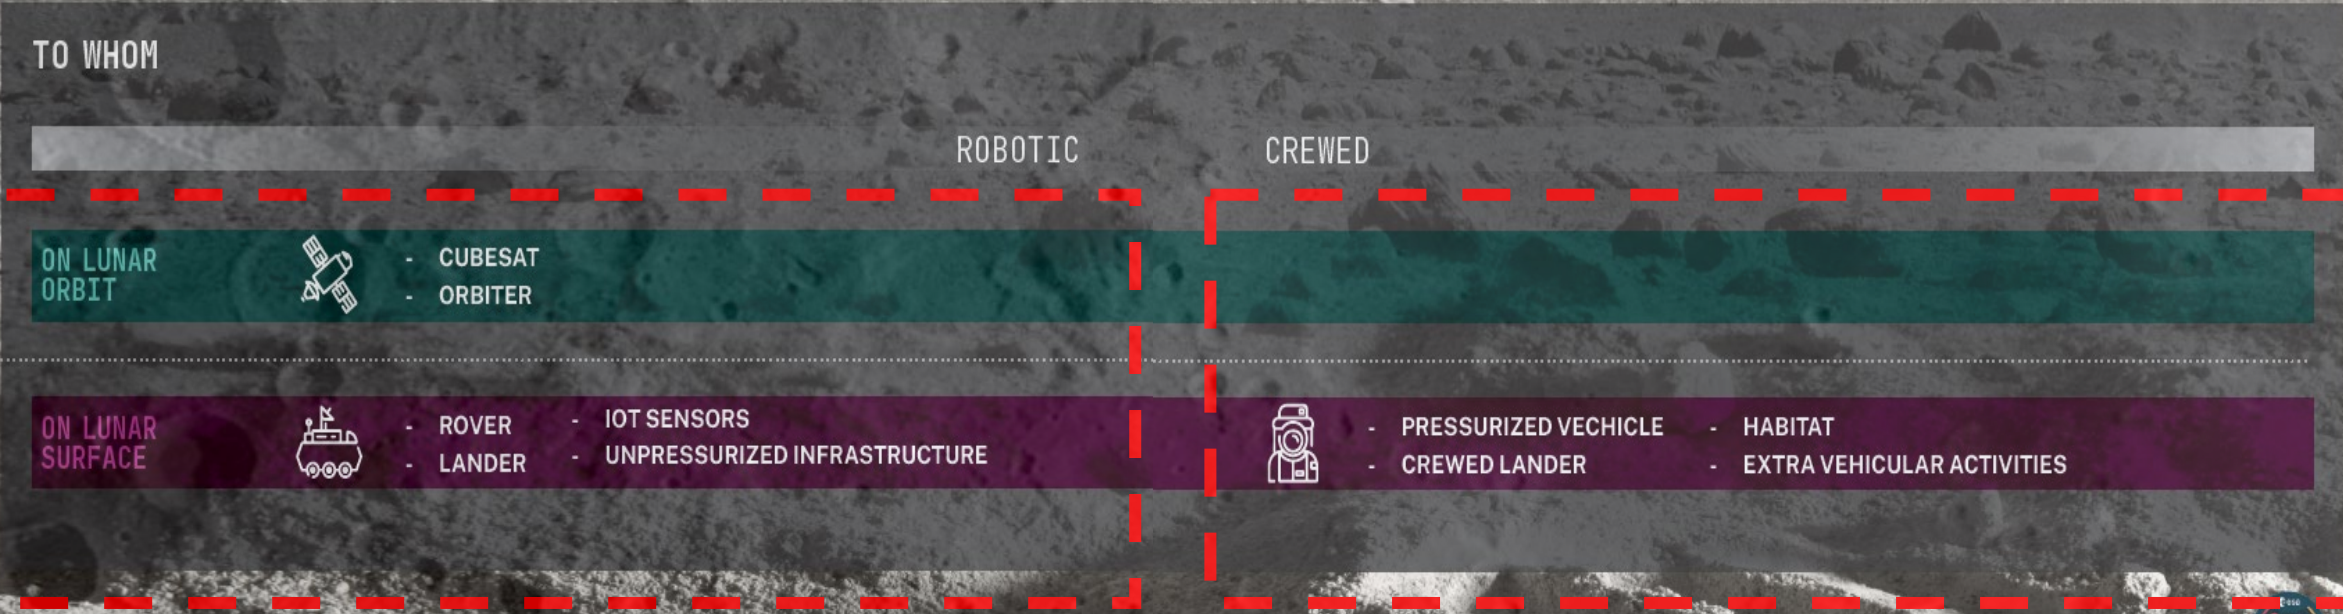 TO WHOM
ROBOTIC
CREWED
ON LUNAR
ORBIT
- CUBESAT
- ORBITER
ON LUNAR
SURFACE
- ROVER
- LANDER
- IOT SENSORS
- UNPRESSURIZED INFRASTRUCTURE
- PRESSURIZED VECHICLE
- CREWED LANDER
- HABITAT
- EXTRA VEHICULAR ACTIVITIES